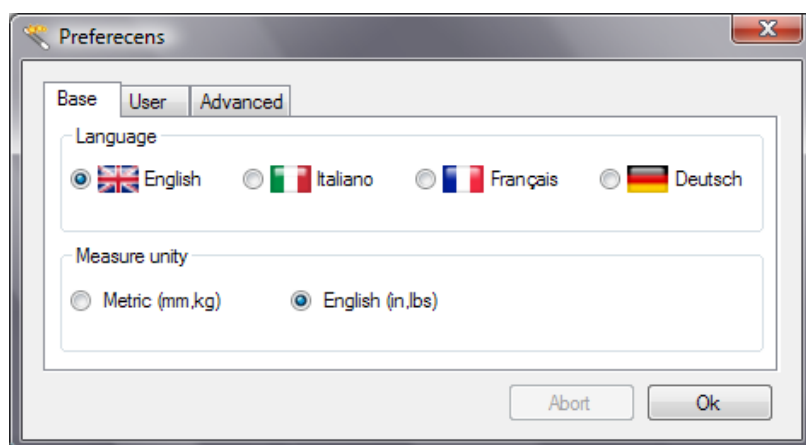 Preferecens
Base User Advanced
Language
English Italiano Français Deutsch
Measure unity
Metric (mm,kg) English (in,lbs)
Abort Ok